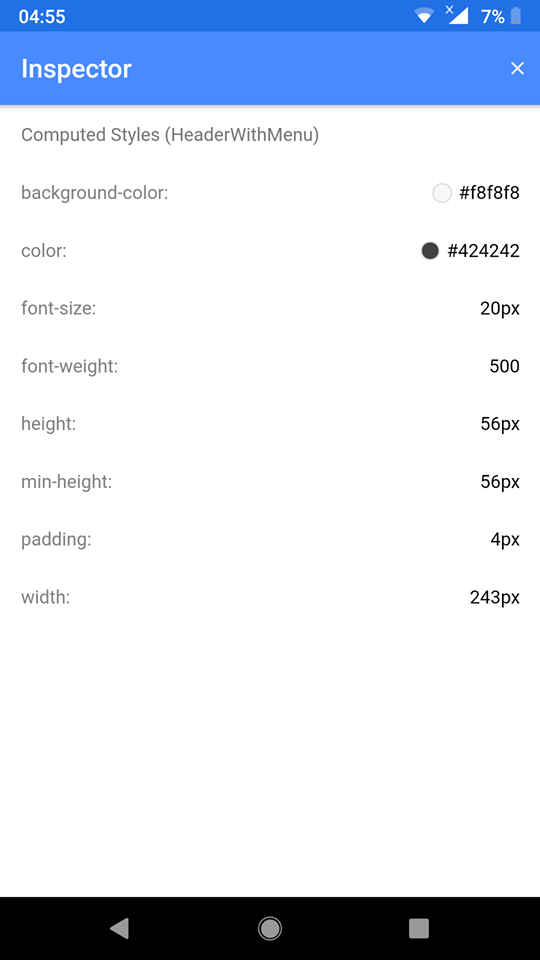 04:55
7%
Inspector
Computed Styles (HeaderWithMenu)
background-color: #f8f8f8
color: #424242
font-size: 20px
font-weight: 500
height: 56px
min-height: 56px
padding: 4px
width: 243px